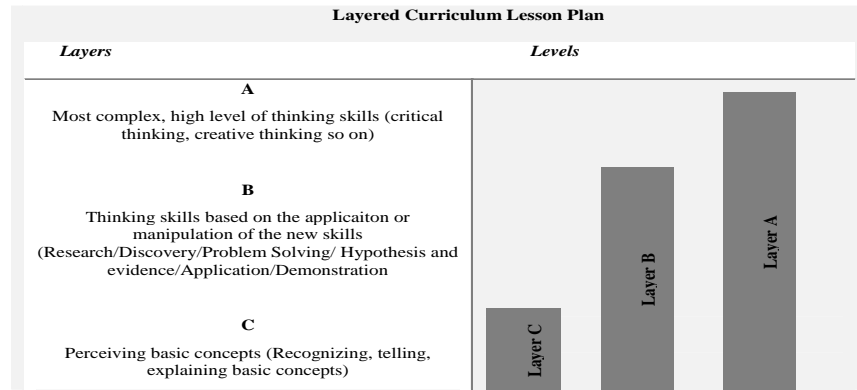 Layered Curriculum Lesson Plan
Layers Levels
A
Most complex, high level of thinking skills (critical
thinking, creative thinking so on)
B
Thinking skills based on the applicaiton or
manipulation of the new skills
(Research/Discovery/Problem Solving/ Hypothesis and
evidence/Application/Demonstration
C
Perceiving basic concepts (Recognizing, telling,
explaining basic concepts)
Layer C
Layer B
Layer A